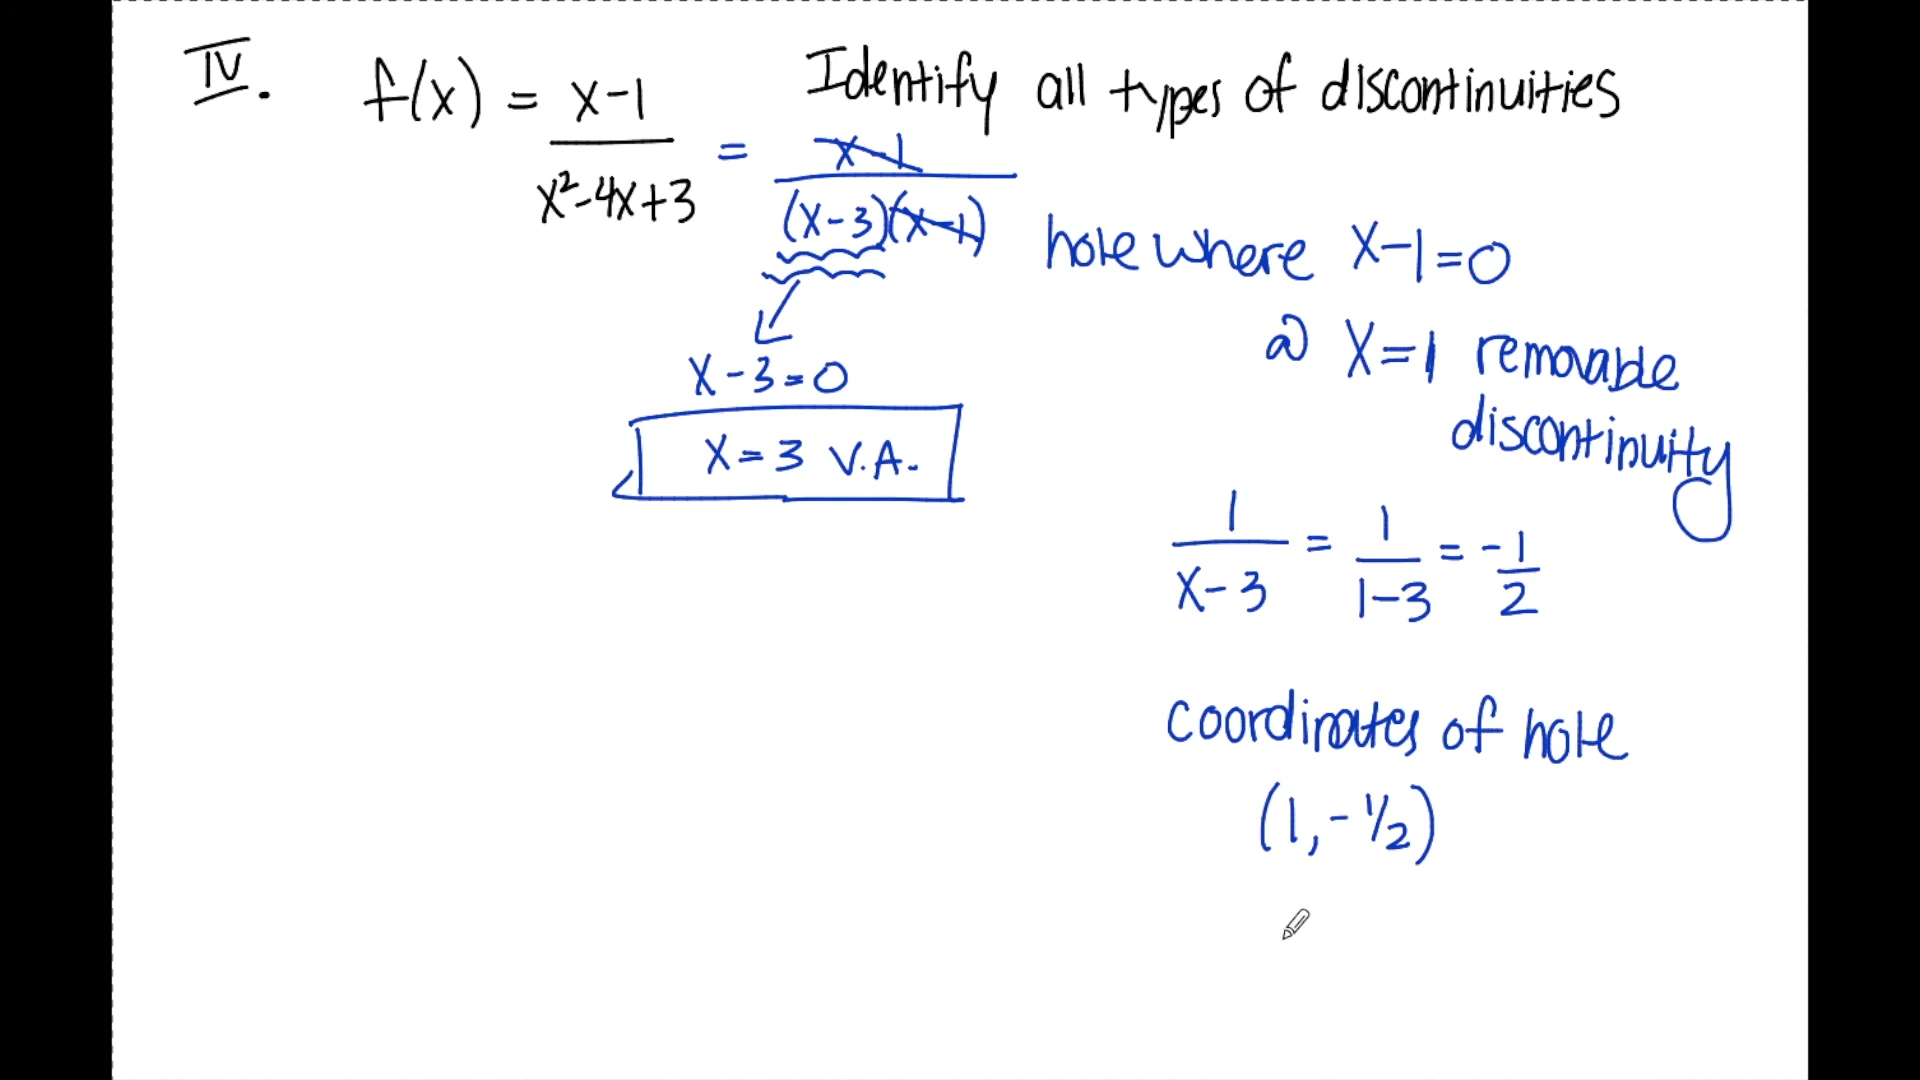 IV. f(x) = x-1 / x²-4x+3 = x-1 / (x-3)(x-1)
Identify all types of discontinuities
x-3=0
x=3 V.A.
hole where x-1=0
@ x=1 removable
discontinuity
1/x-3 = 1/1-3 = -1/2
coordinates of hole
(1,-1/2)